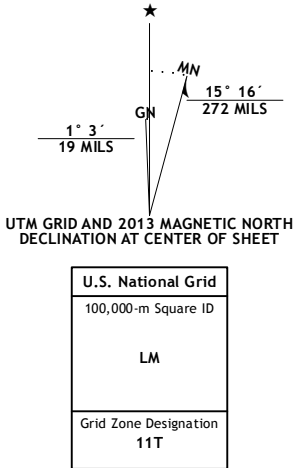 ★
MN
GN
15° 16´
272 MILS
1° 3´
19 MILS
UTM GRID AND 2013 MAGNETIC NORTH
DECLINATION AT CENTER OF SHEET
U.S. National Grid
100,000-m Square ID
LM
Grid Zone Designation
11T